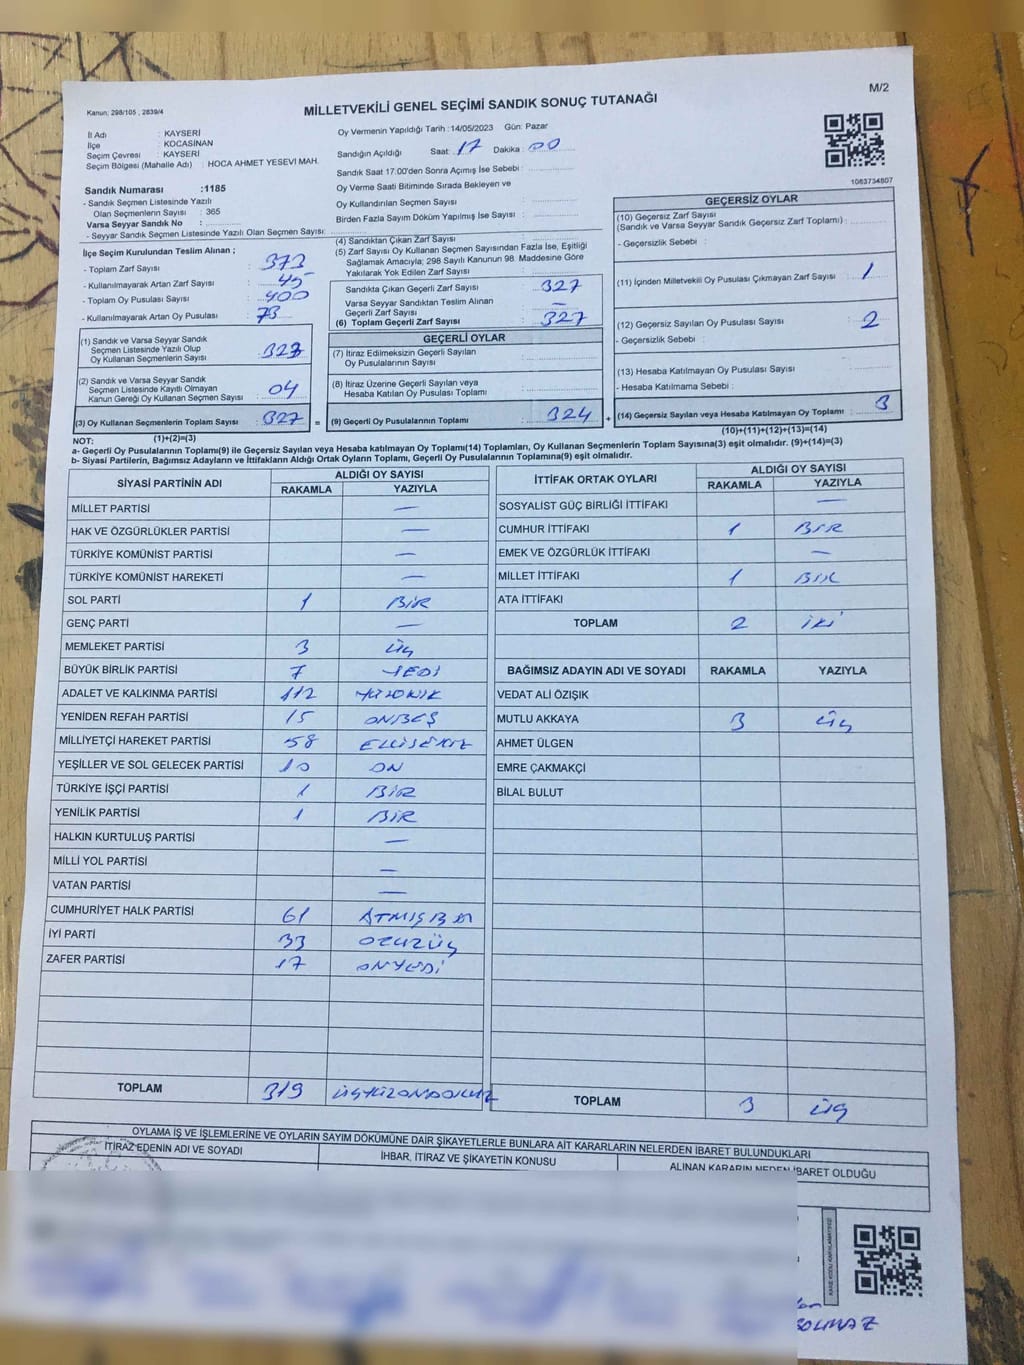 M/2
Kanun: 298/105 , 2839/4
MİLLETVEKİLİ GENEL SEÇİMİ SANDIK SONUÇ TUTANAĞI
İl Adı : KAYSERİ
İlçe : KOCASİNAN
Seçim Çevresi : KAYSERİ
Seçim Bölgesi (Mahalle Adı) : HOCA AHMET YESEVİ MAH.
Sandık Numarası :1185
- Sandık Seçmen Listesinde Yazılı
Olan Seçmenlerin Sayısı : 365
Varsa Seyyar Sandık No :
- Seyyar Sandık Seçmen Listesinde Yazılı Olan Seçmen Sayısı:
Oy Vermenin Yapıldığı Tarih :14/05/2023 Gün: Pazar
Sandığın Açıldığı Saat: 17 Dakika: 00
Sandık Saat 17.00'den Sonra Açımış İse Sebebi :
Oy Verme Saati Bitiminde Sırada Bekleyen ve
Oy Kullandırılan Seçmen Sayısı :
Birden Fazla Sayım Döküm Yapılmış İse Sayısı :
1083734807
İlçe Seçim Kurulundan Teslim Alınan ;
- Toplam Zarf Sayısı : 373
- Kullanılmayarak Artan Zarf Sayısı : 45
- Toplam Oy Pusulası Sayısı : 400
- Kullanılmayarak Artan Oy Pusulası : 73
(1) Sandık ve Varsa Seyyar Sandık
Seçmen Listesinde Yazılı Olup
Oy Kullanan Seçmenlerin Sayısı : 323
(2) Sandık ve Varsa Seyyar Sandık
Seçmen Listesinde Kayıtlı Olmayan
Kanun Gereği Oy Kullanan Seçmen Sayısı : 04
(3) Oy Kullanan Seçmenlerin Toplam Sayısı : 327 =
(1)+(2)=(3)
(4) Sandıktan Çıkan Zarf Sayısı :
(5) Zarf Sayısı Oy Kullanan Seçmen Sayısından Fazla İse, Eşitliği
Sağlamak Amacıyla; 298 Sayılı Kanunun 98. Maddesine Göre
Yakılarak Yok Edilen Zarf Sayısı :
Sandıkta Çıkan Geçerli Zarf Sayısı : 327
Varsa Seyyar Sandıktan Teslim Alınan
Geçerli Zarf Sayısı : —
(6) Toplam Geçerli Zarf Sayısı : 327
GEÇERLİ OYLAR
(7) İtiraz Edilmeksizin Geçerli Sayılan
Oy Pusulalarının Sayısı :
(8) İtiraz Üzerine Geçerli Sayılan veya
Hesaba Katılan Oy Pusulası Toplamı :
(9) Geçerli Oy Pusulalarının Toplamı : 324 +
GEÇERSİZ OYLAR
(10) Geçersiz Zarf Sayısı
(Sandık ve Varsa Seyyar Sandık Geçersiz Zarf Toplamı) :
- Geçersizlik Sebebi :
(11) İçinden Milletvekili Oy Pusulası Çıkmayan Zarf Sayısı : 1
(12) Geçersiz Sayılan Oy Pusulası Sayısı : 2
- Geçersizlik Sebebi :
(13) Hesaba Katılmayan Oy Pusulası Sayısı :
- Hesaba Katılmama Sebebi :
(14) Geçersiz Sayılan veya Hesaba Katılmayan Oy Toplamı : 3
(10)+(11)+(12)+(13)=(14)
NOT:
a- Geçerli Oy Pusulalarının Toplamı(9) ile Geçersiz Sayılan veya Hesaba katılmayan Oy Toplamı(14) Toplamları, Oy Kullanan Seçmenlerin Toplam Sayısına(3) eşit olmalıdır. (9)+(14)=(3)
b- Siyasi Partilerin, Bağımsız Adayların ve İttifakların Aldığı Ortak Oyların Toplamı, Geçerli Oy Pusulalarının Toplamına(9) eşit olmalıdır.
SİYASİ PARTİNİN ADI ALDIĞI OY SAYISI
RAKAMLA YAZIYLA
MİLLET PARTİSİ —
HAK VE ÖZGÜRLÜKLER PARTİSİ —
TÜRKİYE KOMÜNİST PARTİSİ —
TÜRKİYE KOMÜNİST HAREKETİ —
SOL PARTİ 1 BİR
GENÇ PARTİ —
MEMLEKET PARTİSİ 3 ÜÇ
BÜYÜK BİRLİK PARTİSİ 7 YEDİ
ADALET VE KALKINMA PARTİSİ 112 YÜZONİK
YENİDEN REFAH PARTİSİ 15 ONBEŞ
MİLLİYETÇİ HAREKET PARTİSİ 58 ELLİSEKİZ
YEŞİLLER VE SOL GELECEK PARTİSİ 10 ON
TÜRKİYE İŞÇİ PARTİSİ 1 BİR
YENİLİK PARTİSİ 1 BİR
HALKIN KURTULUŞ PARTİSİ —
MİLLİ YOL PARTİSİ —
VATAN PARTİSİ —
CUMHURİYET HALK PARTİSİ 61 ATMIŞBİR
İYİ PARTİ 33 OTUZÜÇ
ZAFER PARTİSİ 17 ONYEDİ
TOPLAM 319 ÜÇYÜZONDOKUZ
İTTİFAK ORTAK OYLARI ALDIĞI OY SAYISI
RAKAMLA YAZIYLA
SOSYALİST GÜÇ BİRLİĞİ İTTİFAKI —
CUMHUR İTTİFAKI 1 BİR
EMEK VE ÖZGÜRLÜK İTTİFAKI —
MİLLET İTTİFAKI 1 BİR
ATA İTTİFAKI
TOPLAM 2 İKİ
BAĞIMSIZ ADAYIN ADI VE SOYADI RAKAMLA YAZIYLA
VEDAT ALİ ÖZIŞIK
MUTLU AKKAYA 3 ÜÇ
AHMET ÜLGEN
EMRE ÇAKMAKÇİ
BİLAL BULUT
TOPLAM 3 ÜÇ
OYLAMA İŞ VE İŞLEMLERİNE VE OYLARIN SAYIM DÖKÜMÜNE DAİR ŞİKAYETLERLE BUNLARA AİT KARARLARIN NELERDEN İBARET BULUNDUKLARI
İTİRAZ EDENİN ADI VE SOYADI İHBAR, İTİRAZ VE ŞİKAYETİN KONUSU ALINAN KARARIN NEDEN İBARET OLDUĞU
SOLMAZ